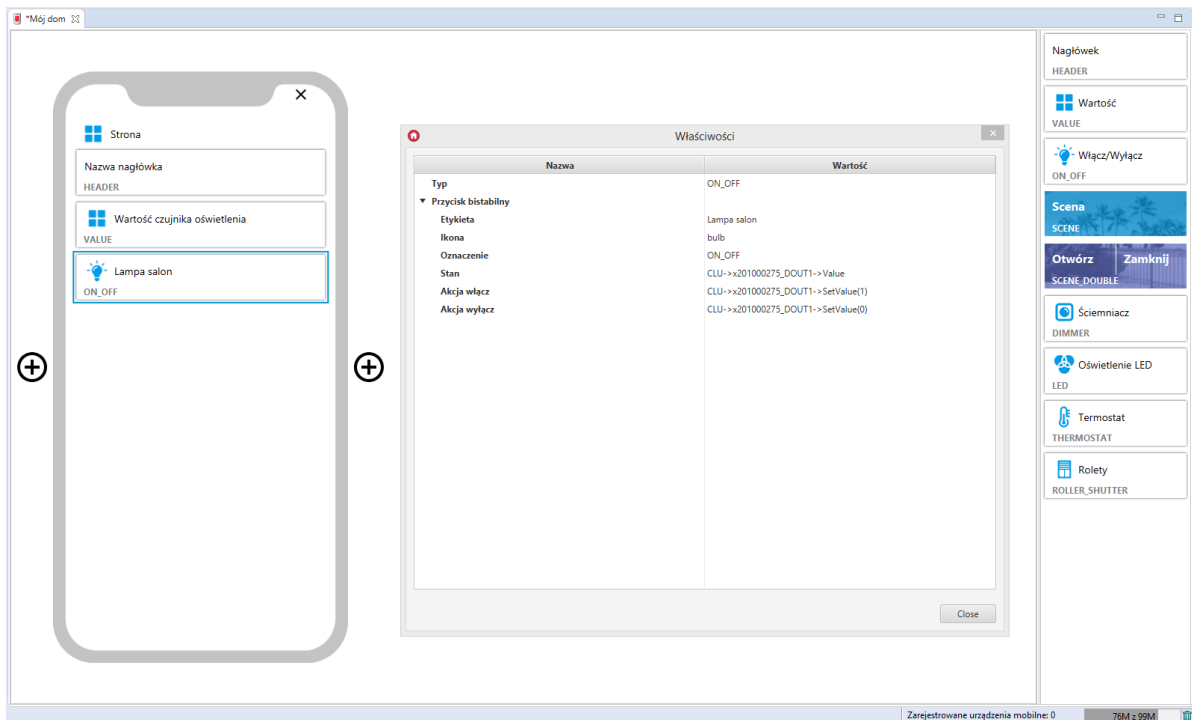 *Mój dom
Strona
Nazwa nagłówka
HEADER
Wartość czujnika oświetlenia
VALUE
Lampa salon
ON_OFF
Właściwości
Nazwa Wartość
Typ ON_OFF
Przycisk bistabilny
Etykieta Lampa salon
Ikona bulb
Oznaczenie ON_OFF
Stan CLU->x201000275_DOUT1->Value
Akcja włącz CLU->x201000275_DOUT1->SetValue(1)
Akcja wyłącz CLU->x201000275_DOUT1->SetValue(0)
Close
Nagłówek
HEADER
Wartość
VALUE
Włącz/Wyłącz
ON_OFF
Scena
SCENE
Otwórz Zamknij
SCENE_DOUBLE
Ściemniacz
DIMMER
Oświetlenie LED
LED
Termostat
THERMOSTAT
Rolety
ROLLER_SHUTTER
Zarejestrowane urządzenia mobilne: 0 76M z 99M